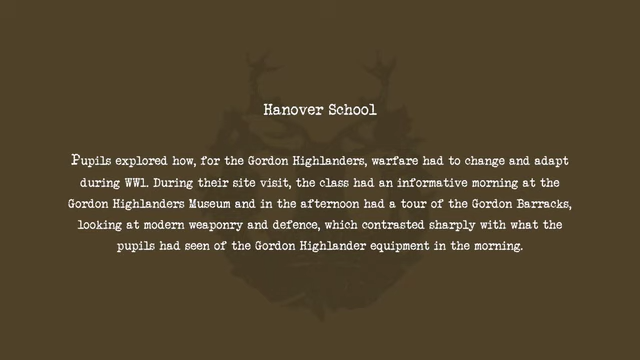 Hanover School
Pupils explored how, for the Gordon Highlanders, warfare had to change and adapt
during WW1. During their site visit, the class had an informative morning at the
Gordon Highlanders Museum and in the afternoon had a tour of the Gordon Barracks,
looking at modern weaponry and defence, which contrasted sharply with what the
pupils had seen of the Gordon Highlander equipment in the morning.